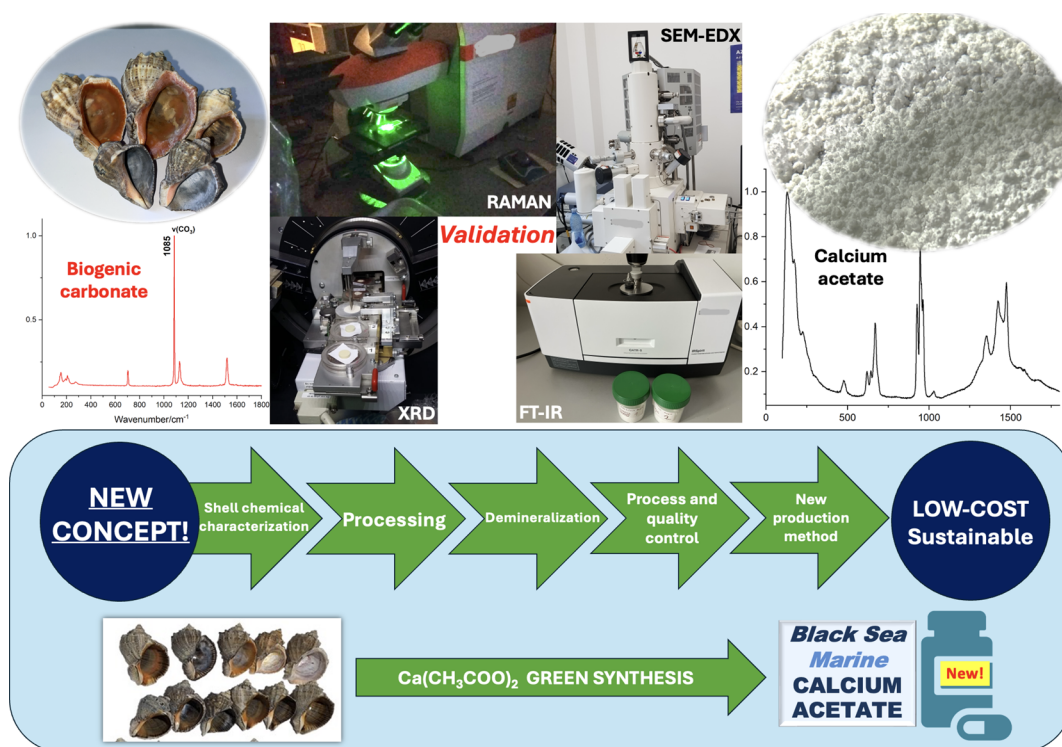 SEM-EDX
RAMAN
Validation
XRD
FT-IR
ν(CO₃)
1085
Biogenic
carbonate
1.0
0.5
0 200 400 600 800 1000 1200 1400 1600 1800
Wavenumber/cm⁻¹
Calcium
acetate
1.0
0.8
0.6
0.4
0.2
500 1000 1500
NEW
CONCEPT!
Shell chemical
characterization
Processing
Demineralization
Process and
quality
control
New
production
method
LOW-COST
Sustainable
Ca(CH₃COO)₂ GREEN SYNTHESIS
Black Sea
Marine
CALCIUM
ACETATE
New!